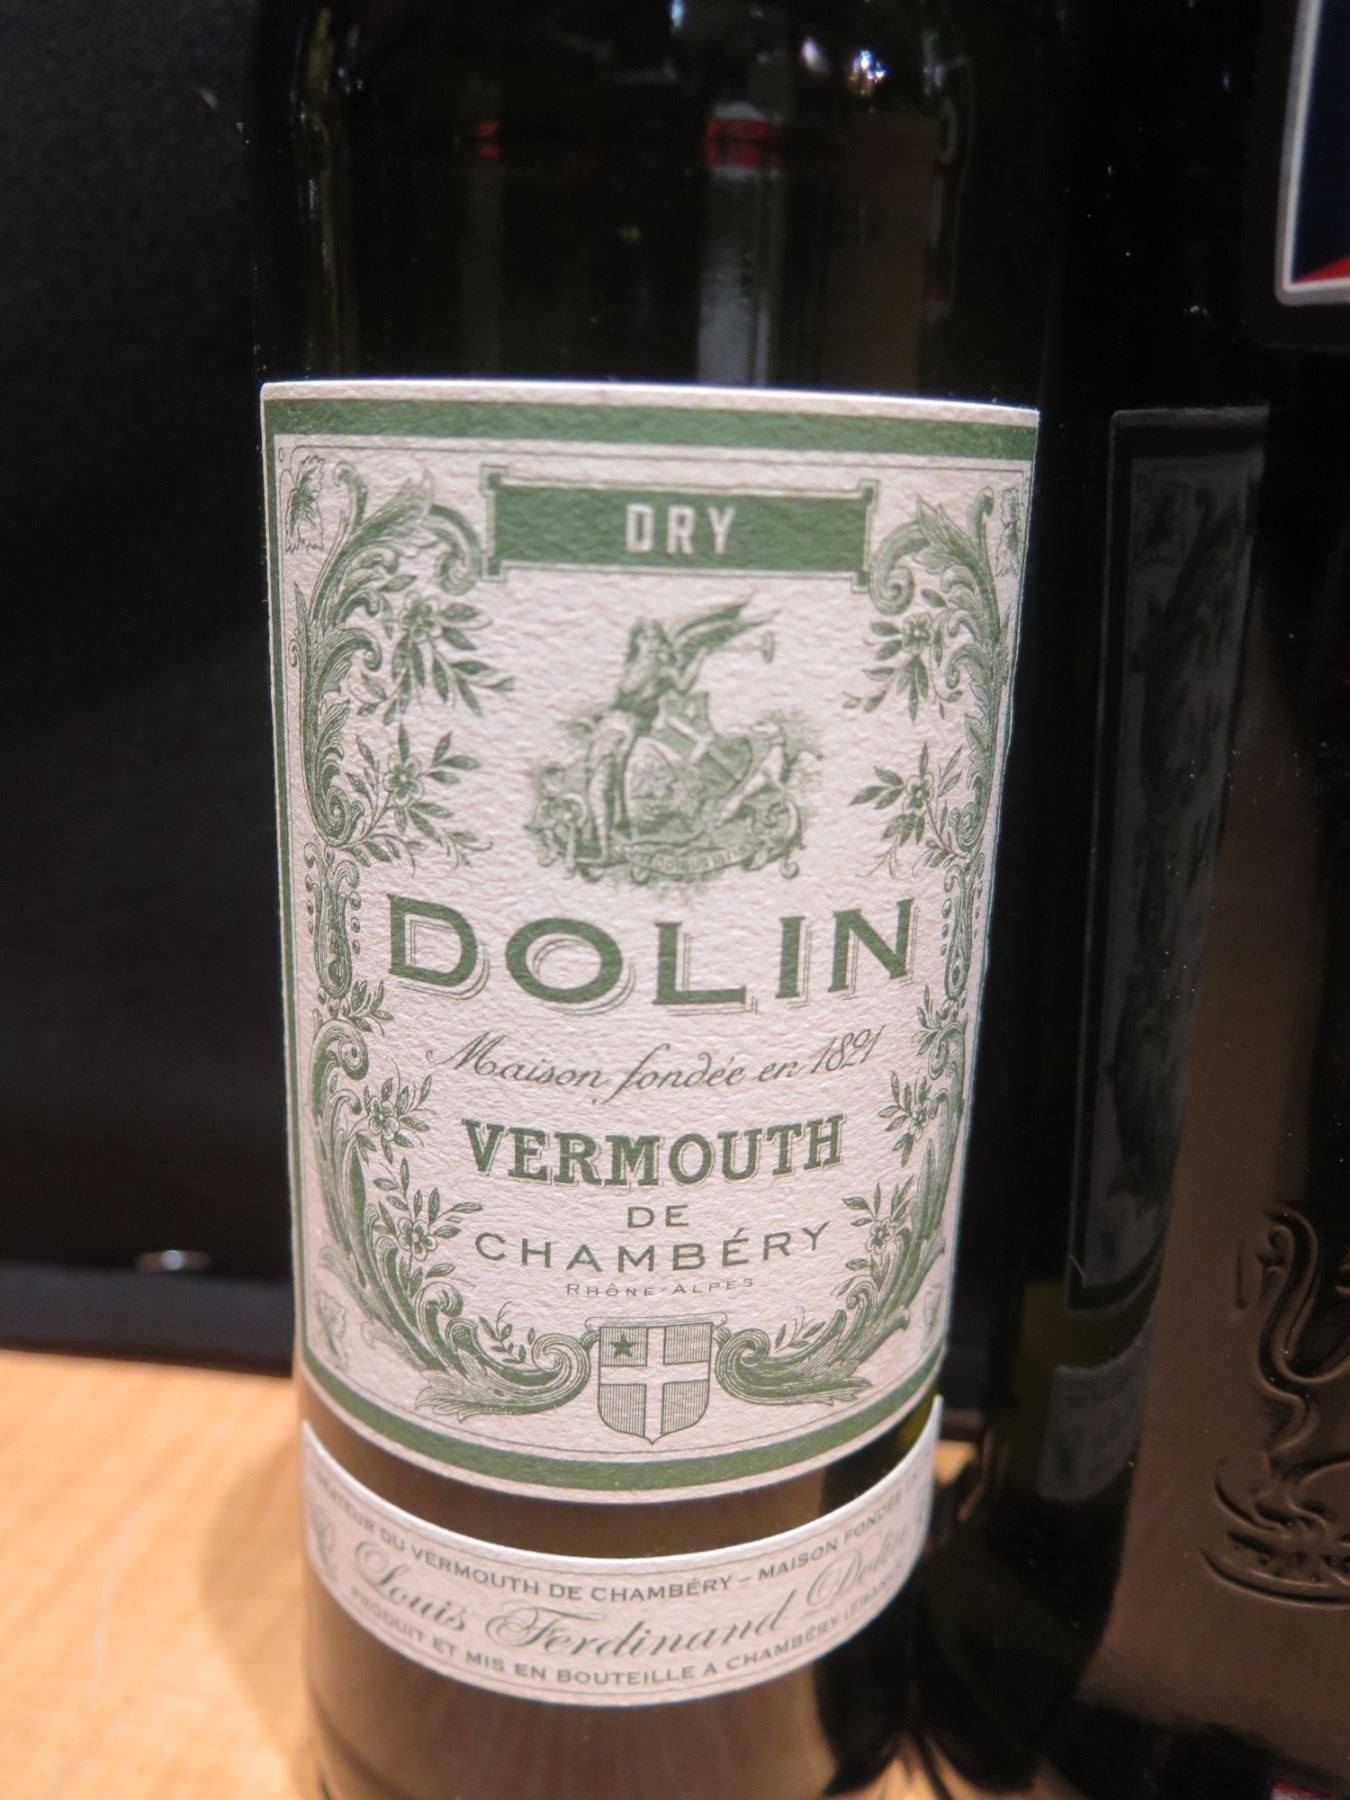 DRY
DOLIN
Maison fondée en 1821
VERMOUTH
DE
CHAMBÉRY
RHÔNE-ALPES
DU VERMOUTH DE CHAMBÉRY – MAISON FONDÉE
Louis Ferdinand Dolin
PRODUIT ET MIS EN BOUTEILLE A CHAMBÉRY